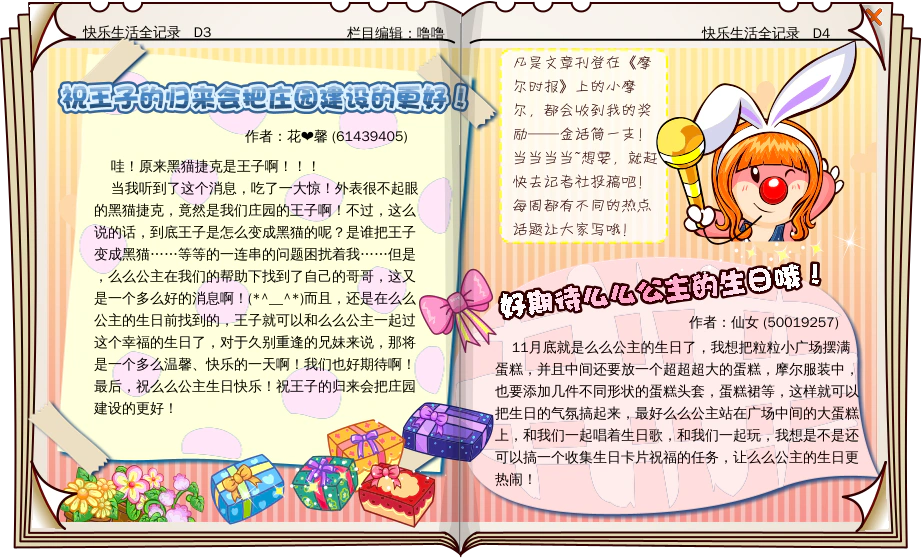 快乐生活全记录 D3
栏目编辑：噜噜
祝王子的归来会把庄园建设的更好！
作者：花❤馨 (61439405)
哇！原来黑猫捷克是王子啊！！！
当我听到了这个消息，吃了一大惊！外表很不起眼
的黑猫捷克，竟然是我们庄园的王子啊！不过，这么
说的话，到底王子是怎么变成黑猫的呢？是谁把王子
变成黑猫……等等的一连串的问题困扰着我……但是
，么么公主在我们的帮助下找到了自己的哥哥，这又
是一个多么好的消息啊！(*^__^*)而且，还是在么么
公主的生日前找到的，王子就可以和么么公主一起过
这个幸福的生日了，对于久别重逢的兄妹来说，那将
是一个多么温馨、快乐的一天啊！我们也好期待啊！
最后，祝么么公主生日快乐！祝王子的归来会把庄园
建设的更好！
快乐生活全记录 D4
凡是文章刊登在《摩
尔时报》上的小摩
尔，都会收到我的奖
励——金话筒一支！
当当当当~想要，就赶
快去记者社投稿吧！
每周都有不同的热点
话题让大家写哦！
好期待么么公主的生日哦！
作者：仙女 (50019257)
11月底就是么么公主的生日了，我想把粒粒小广场摆满
蛋糕，并且中间还要放一个超超超大的蛋糕，摩尔服装中，
也要添加几件不同形状的蛋糕头套，蛋糕裙等，这样就可以
把生日的气氛搞起来，最好么么公主站在广场中间的大蛋糕
上，和我们一起唱着生日歌，和我们一起玩，我想是不是还
可以搞一个收集生日卡片祝福的任务，让么么公主的生日更
热闹！